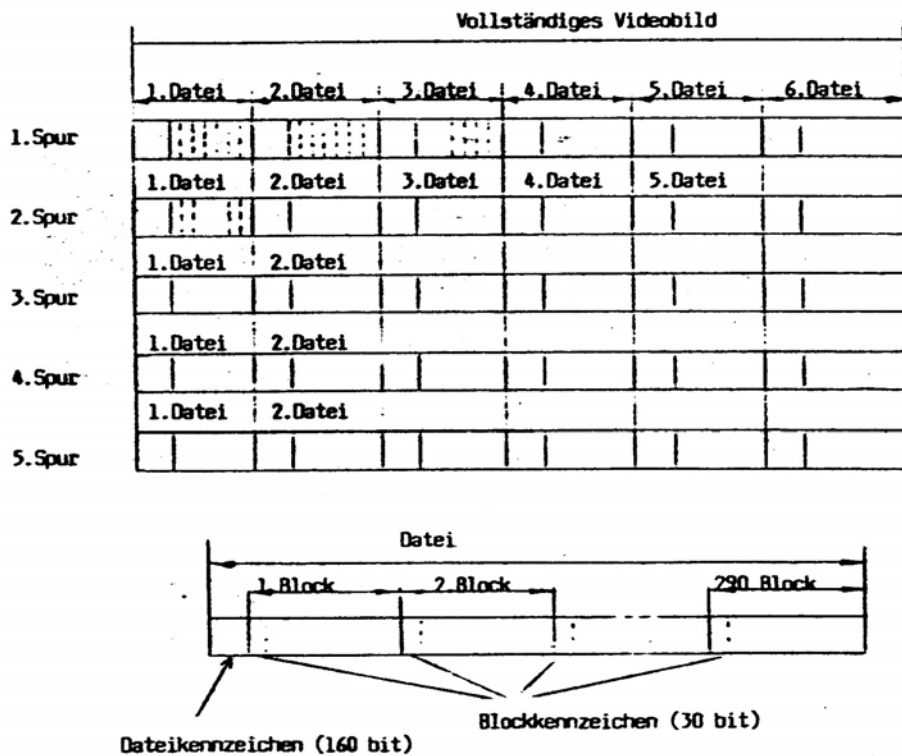 Vollständiges Videobild
1.Datei 2.Datei 3.Datei 4.Datei 5.Datei 6.Datei
1.Spur
1.Datei 2.Datei 3.Datei 4.Datei 5.Datei
2.Spur
1.Datei 2.Datei
3.Spur
1.Datei 2.Datei
4.Spur
1.Datei 2.Datei
5.Spur
Datei
1.Block 2.Block 290.Block
Blockkennzeichen (30 bit)
Dateikennzeichen (160 bit)